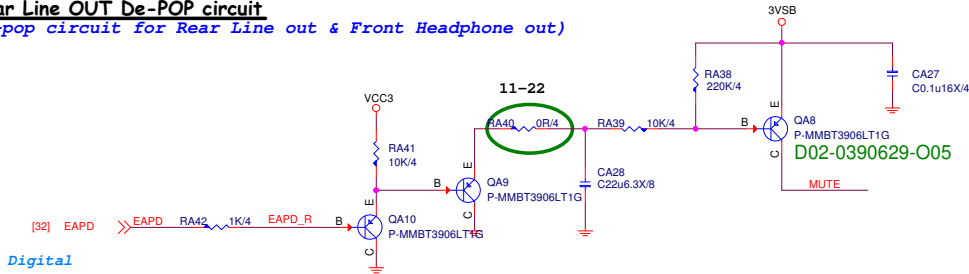 ar Line OUT De-POP circuit
-pop circuit for Rear Line out & Front Headphone out)
3VSB
RA38
220K/4
CA27
C0.1u16X/4
11-22
VCC3
RA40 0R/4 RA39 10K/4
B E C
QA8
P-MMBT3906LT1G
D02-0390629-O05
RA41
10K/4
MUTE
B E C
QA9
P-MMBT3906LT1G
CA28
C22u6.3X/8
[32] EAPD EAPD RA42 1K/4 EAPD_R
B E C
QA10
P-MMBT3906LT1G
Digital